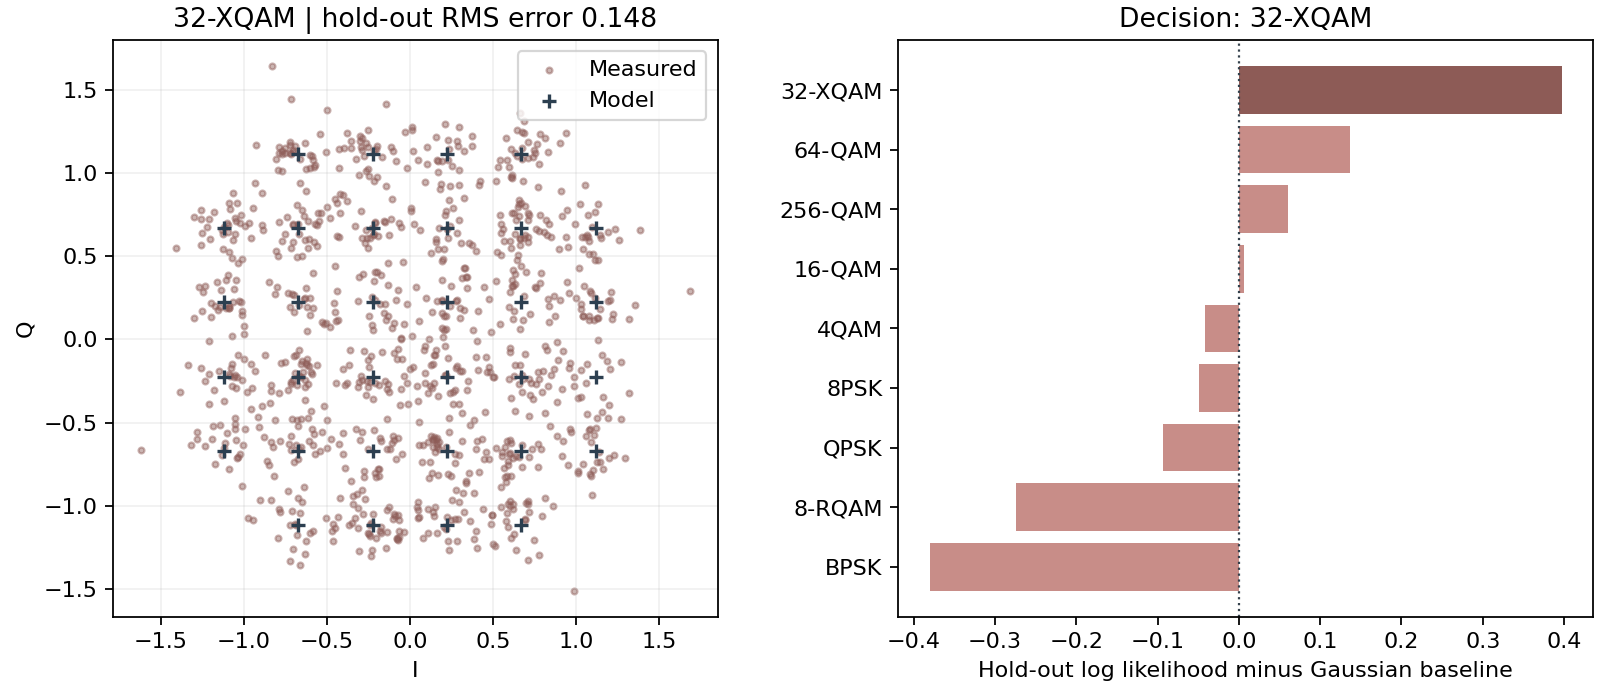 32-XQAM | hold-out RMS error 0.148
Measured
Model
1.5
1.0
0.5
0.0
−0.5
−1.0
−1.5
Q
−1.5
−1.0
−0.5
0.0
0.5
1.0
1.5
I
Decision: 32-XQAM
32-XQAM
64-QAM
256-QAM
16-QAM
4QAM
8PSK
QPSK
8-RQAM
BPSK
−0.4
−0.3
−0.2
−0.1
0.0
0.1
0.2
0.3
0.4
Hold-out log likelihood minus Gaussian baseline